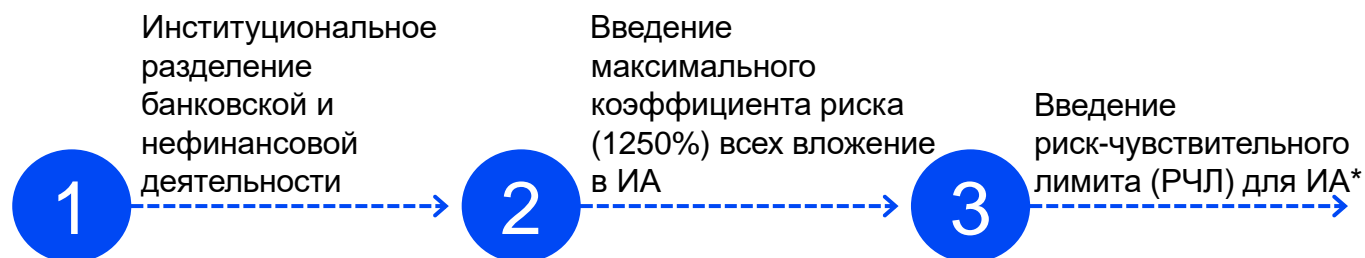 1
Институциональное
разделение
банковской и
нефинансовой
деятельности
2
Введение
максимального
коэффициента риска
(1250%) всех вложение
в ИА
3
Введение
риск-чувствительного
лимита (РЧЛ) для ИА*